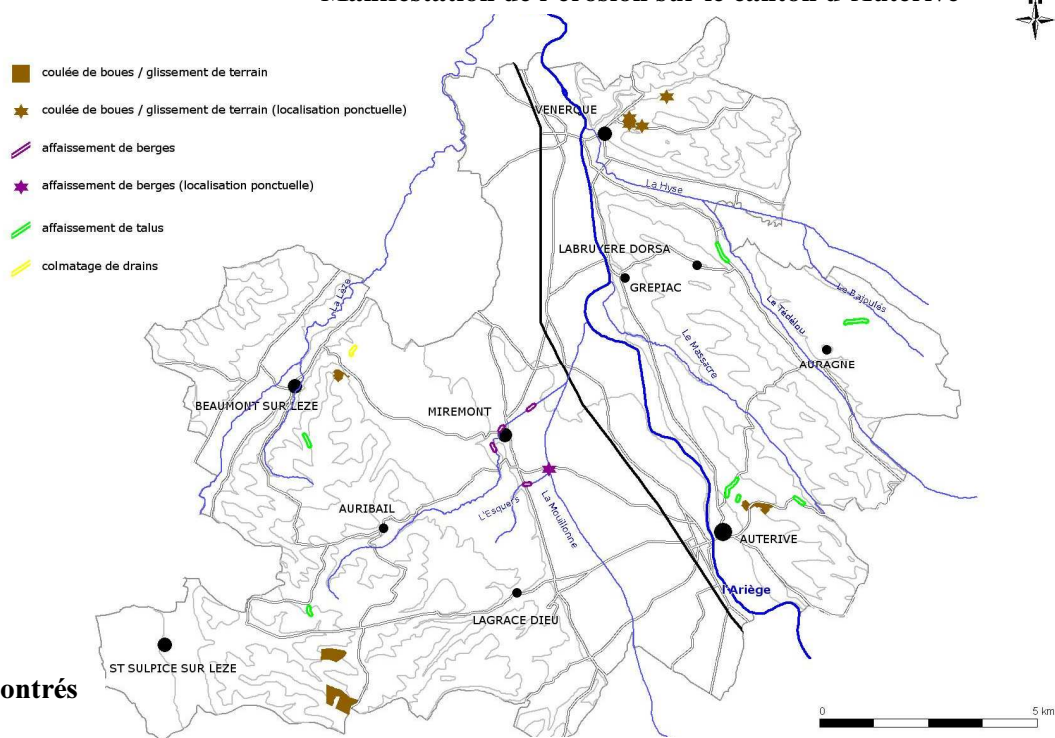 Manifestation de l'érosion sur le canton d'Auterive
coulée de boues / glissement de terrain
coulée de boues / glissement de terrain (localisation ponctuelle)
affaissement de berges
affaissement de berges (localisation ponctuelle)
affaissement de talus
colmatage de drains
VENERQUE
La Hyse
LABRUYERE DORSA
GREPIAC
La Lèze
Le Bajoulés
Le Tédélou
Le Massacre
AURAGNE
BEAUMONT SUR LEZE
MIREMONT
AURIBAIL
L'Esquers
La Mouillonne
AUTERIVE
l'Ariège
LAGRACE DIEU
ST SULPICE SUR LEZE
ontrés
0 5 km